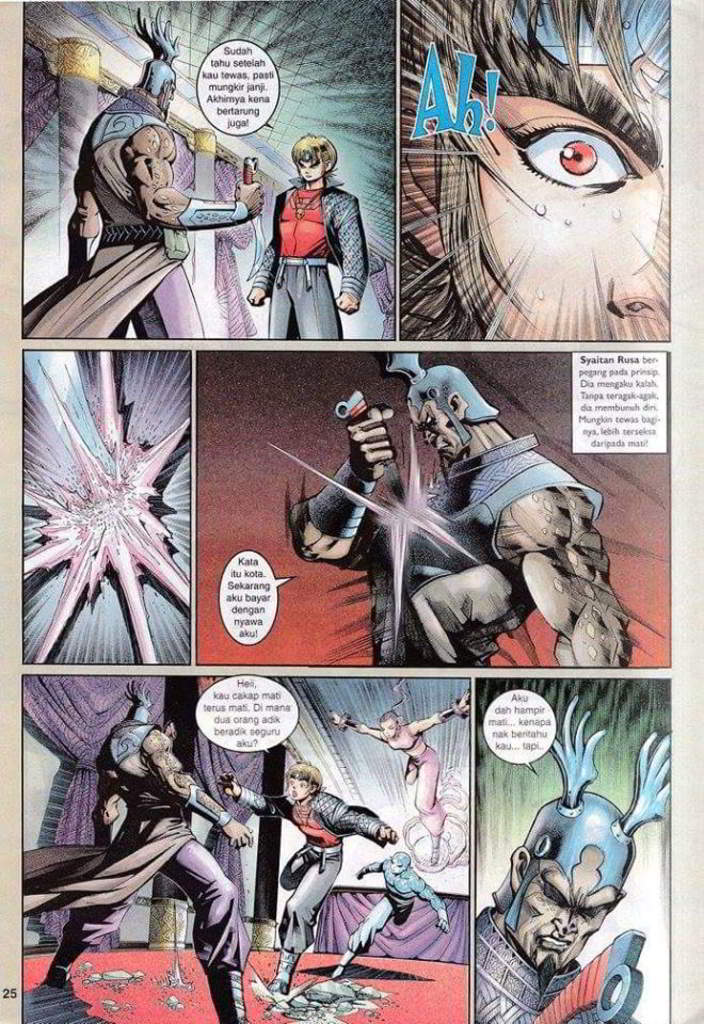 Sudah
tahu setelah
kau tewas, pasti
mungkir janji.
Akhirnya kena
bertarung
juga!
Ah!
Syaitan Rusa ber-
pegang pada prinsip.
Dia mengaku kalah.
Tanpa teragak-agak,
dia membunuh diri.
Mungkin tewas bagi-
nya, lebih terseksa
daripada mati!
Kata
itu kota.
Sekarang
aku bayar
dengan
nyawa
aku!
Heii,
kau cakap mati
terus mati. Di mana
dua orang adik
beradik seguru
aku?
Aku
dah hampir
mati... kenapa
nak beritahu
kau... tapi..
25